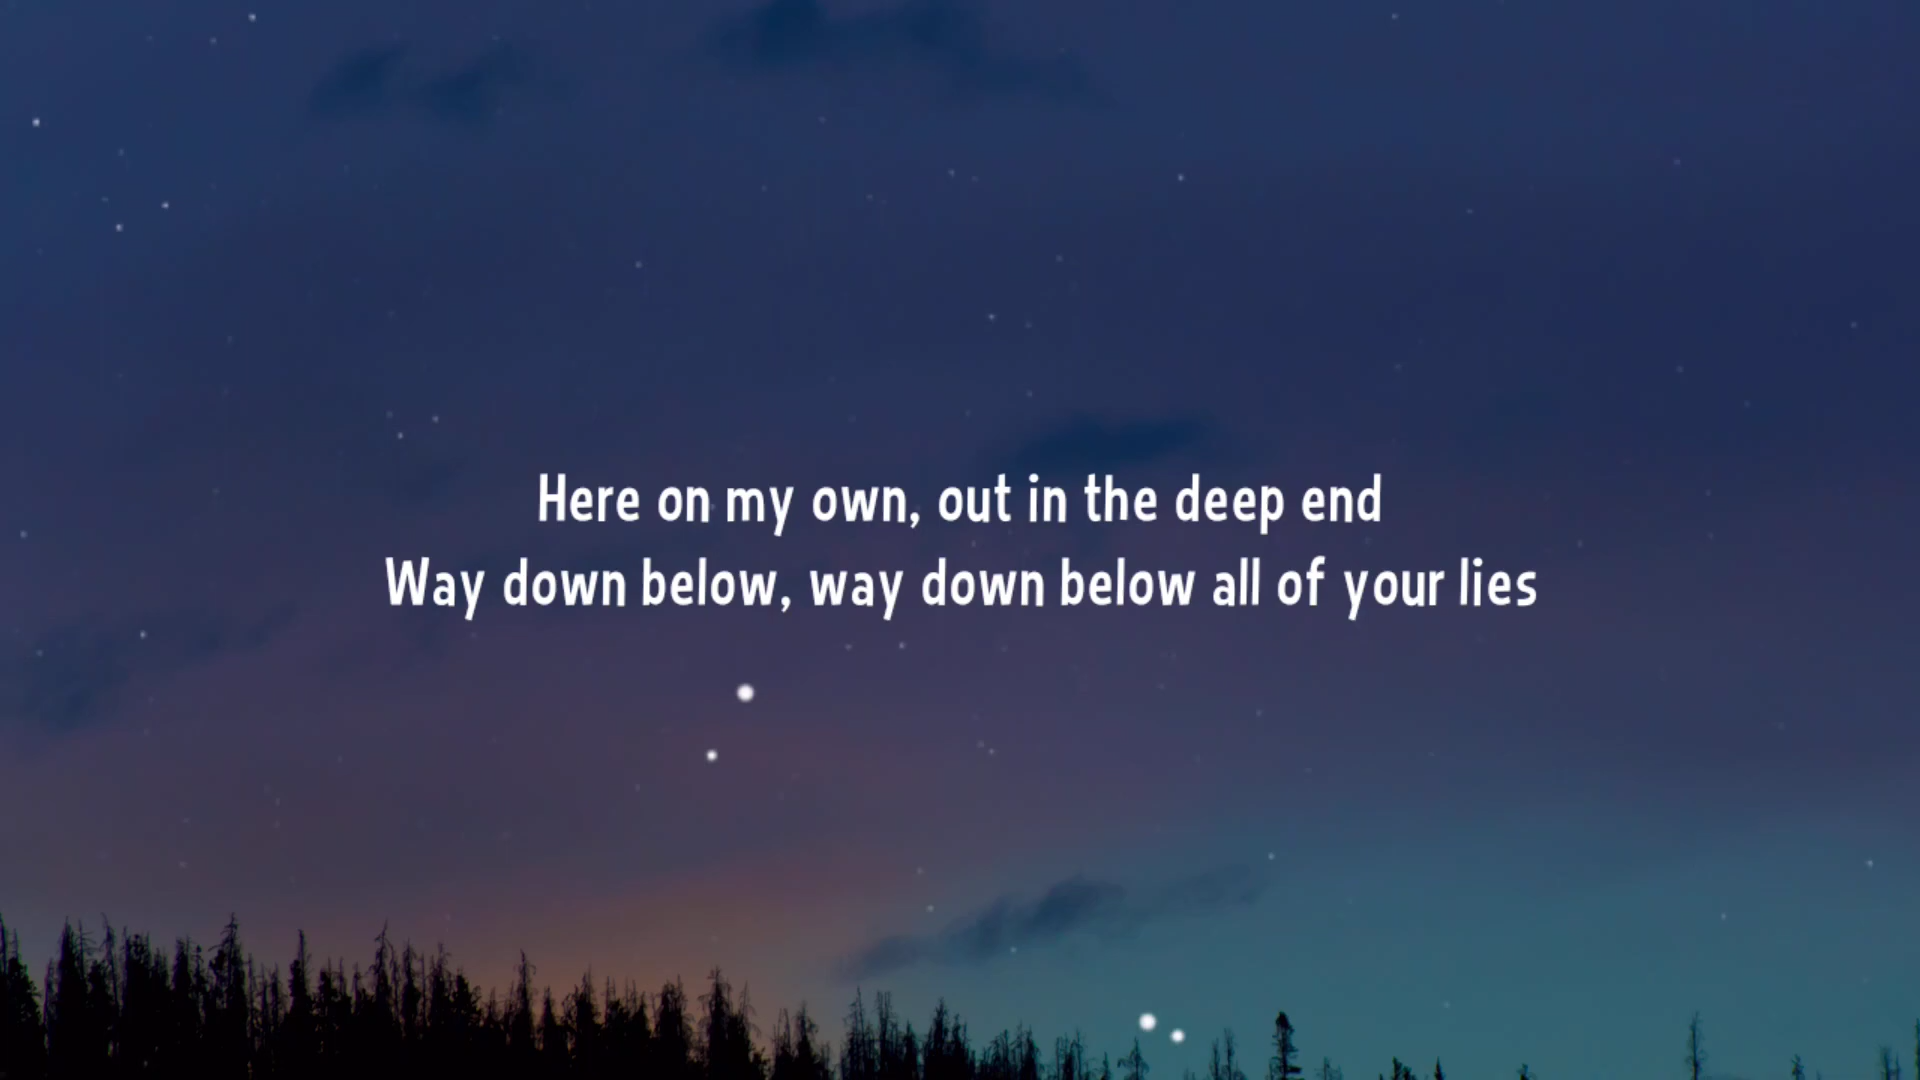 Here on my own, out in the deep end
Way down below, way down below all of your lies